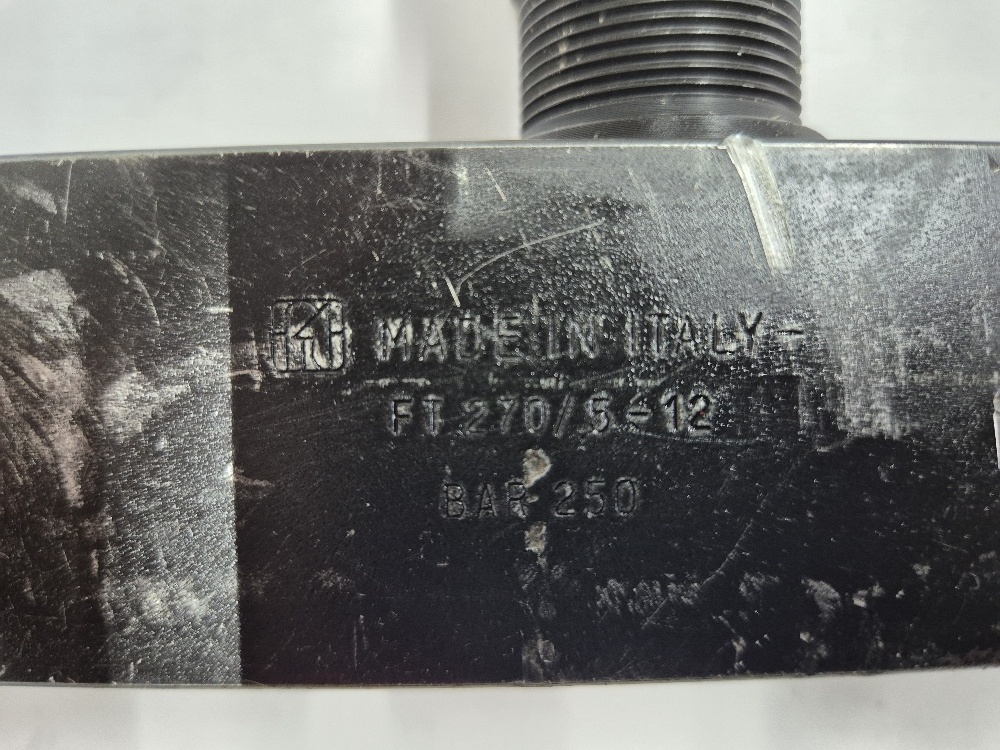 MADE IN ITALY -
FT 270/5-12
BAR 250